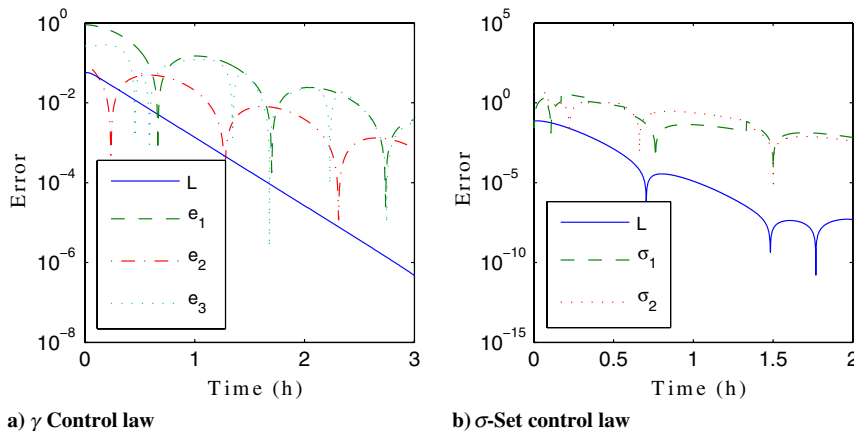 10^0
10^-2
10^-4
10^-6
10^-8
Error
L
e_1
e_2
e_3
0 1 2 3
Time (h)
a) γ Control law
10^5
10^0
10^-5
10^-10
10^-15
Error
L
σ_1
σ_2
0 0.5 1 1.5 2
Time (h)
b) σ-Set control law